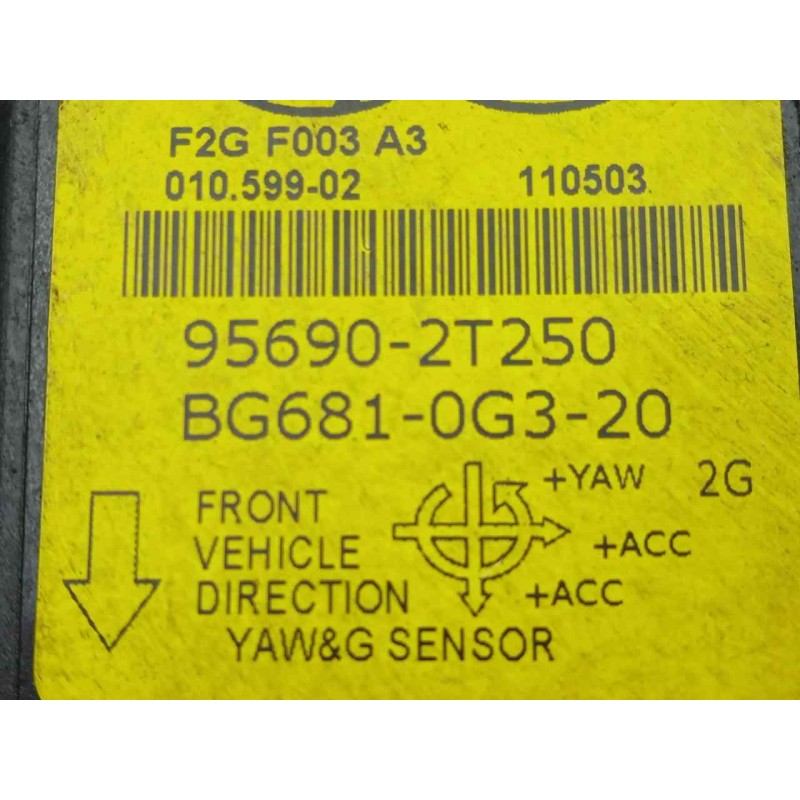 F2G F003 A3
010.599-02 110503
95690-2T250
BG681-0G3-20
+YAW 2G
FRONT
VEHICLE
DIRECTION
+ACC
+ACC
YAW&G SENSOR